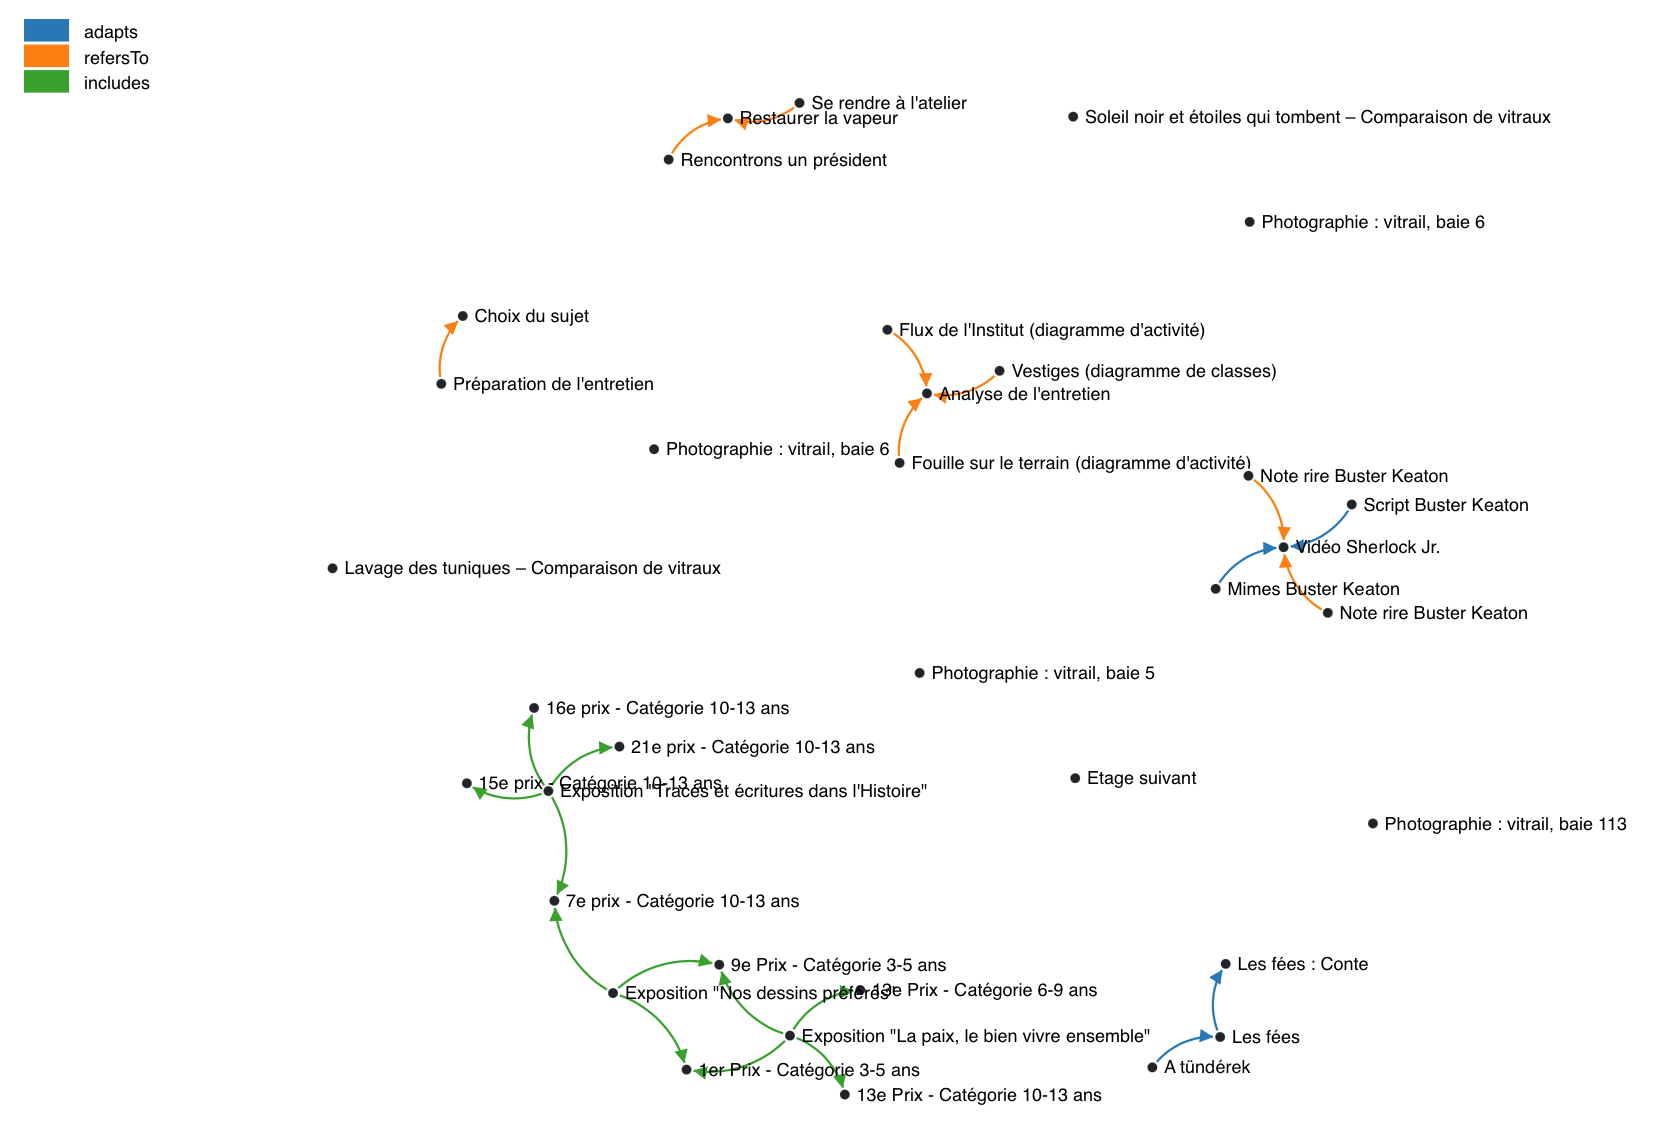 adapts
refersTo
includes
Se rendre à l'atelier
Restaurer la vapeur
Soleil noir et étoiles qui tombent – Comparaison de vitraux
Rencontrons un président
Photographie : vitrail, baie 6
Choix du sujet
Flux de l'Institut (diagramme d'activité)
Vestiges (diagramme de classes)
Préparation de l'entretien
Analyse de l'entretien
Photographie : vitrail, baie 6
Fouille sur le terrain (diagramme d'activité)
Note rire Buster Keaton
Script Buster Keaton
Vidéo Sherlock Jr.
Lavage des tuniques – Comparaison de vitraux
Mimes Buster Keaton
Note rire Buster Keaton
Photographie : vitrail, baie 5
16e prix - Catégorie 10-13 ans
21e prix - Catégorie 10-13 ans
Etage suivant
15e prix - Catégorie 10-13 ans
Exposition "Traces et écritures dans l'Histoire"
Photographie : vitrail, baie 113
7e prix - Catégorie 10-13 ans
9e Prix - Catégorie 3-5 ans
Les fées : Conte
13e Prix - Catégorie 6-9 ans
Exposition "Nos dessins préférés"
Exposition "La paix, le bien vivre ensemble"
Les fées
A tündérek
1er Prix - Catégorie 3-5 ans
13e Prix - Catégorie 10-13 ans